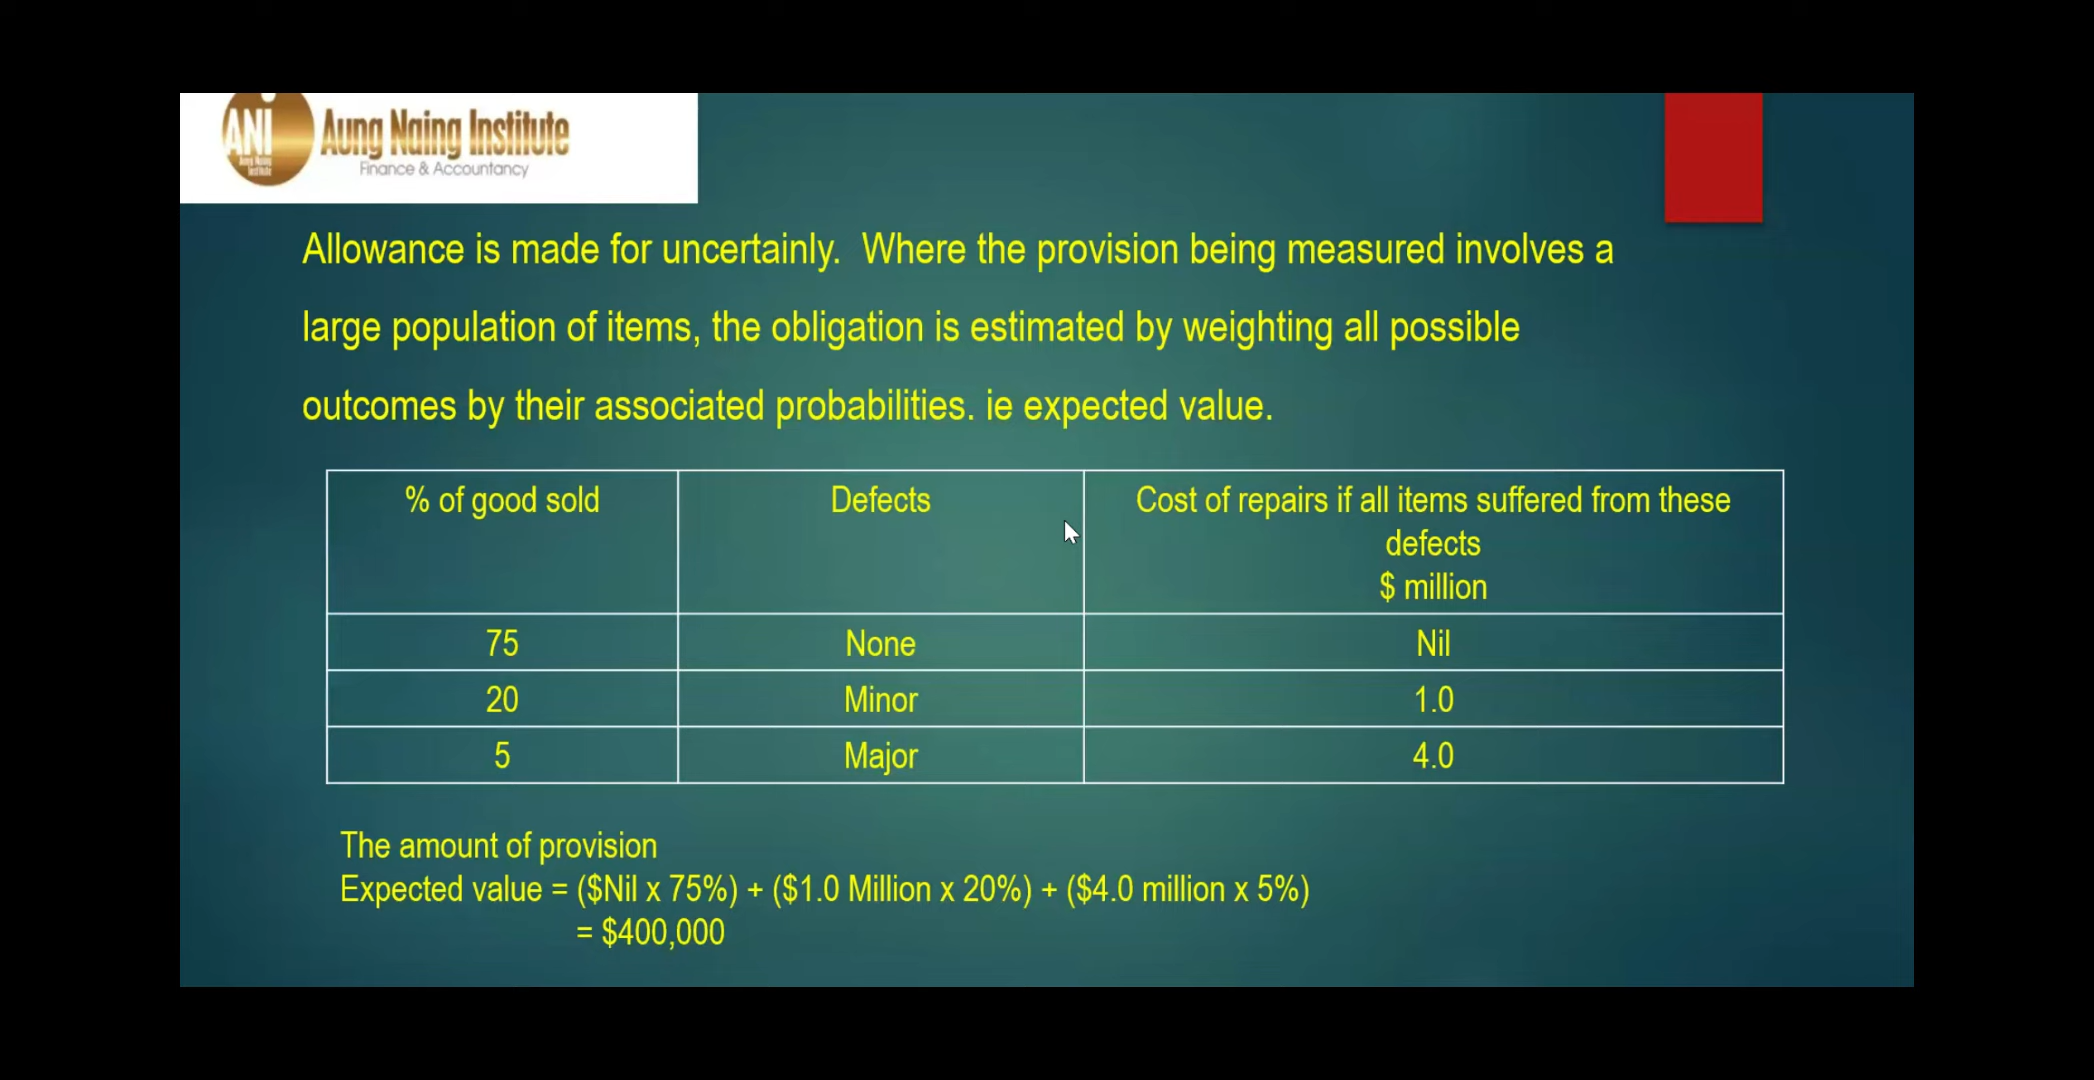 ANI
Aung Naing
Institute
Aung Naing Institute
Finance & Accountancy
Allowance is made for uncertainly. Where the provision being measured involves a
large population of items, the obligation is estimated by weighting all possible
outcomes by their associated probabilities. ie expected value.
% of good sold
Defects
Cost of repairs if all items suffered from these
defects
$ million
75
None
Nil
20
Minor
1.0
5
Major
4.0
The amount of provision
Expected value = ($Nil x 75%) + ($1.0 Million x 20%) + ($4.0 million x 5%)
= $400,000